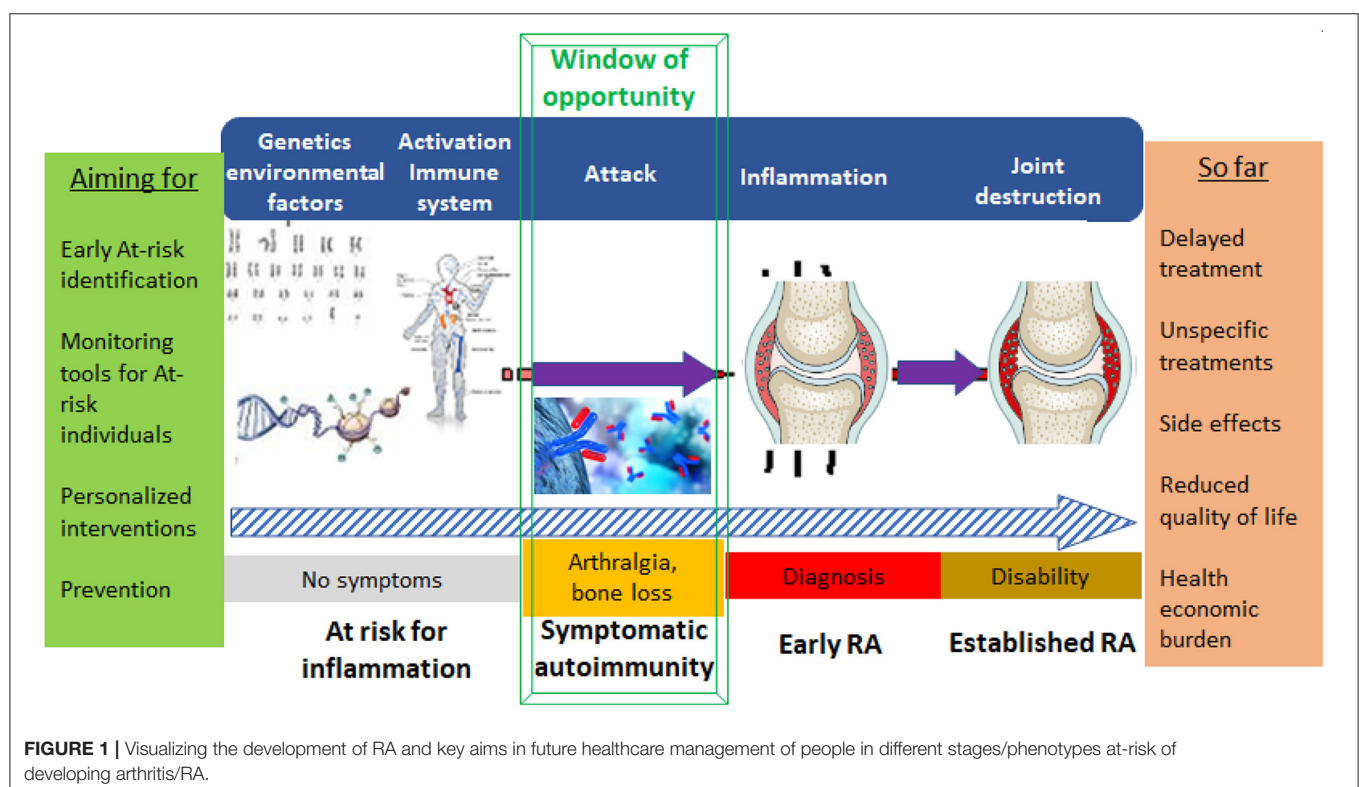 Window of
opportunity
Aiming for
Early At-risk
identification
Monitoring
tools for At-
risk
individuals
Personalized
interventions
Prevention
Genetics
environmental
factors
Activation
Immune
system
Attack
Inflammation
Joint
destruction
No symptoms
Arthralgia,
bone loss
Diagnosis
Disability
At risk for
inflammation
Symptomatic
autoimmunity
Early RA
Established RA
So far
Delayed
treatment
Unspecific
treatments
Side effects
Reduced
quality of life
Health
economic
burden
FIGURE 1 | Visualizing the development of RA and key aims in future healthcare management of people in different stages/phenotypes at-risk of
developing arthritis/RA.